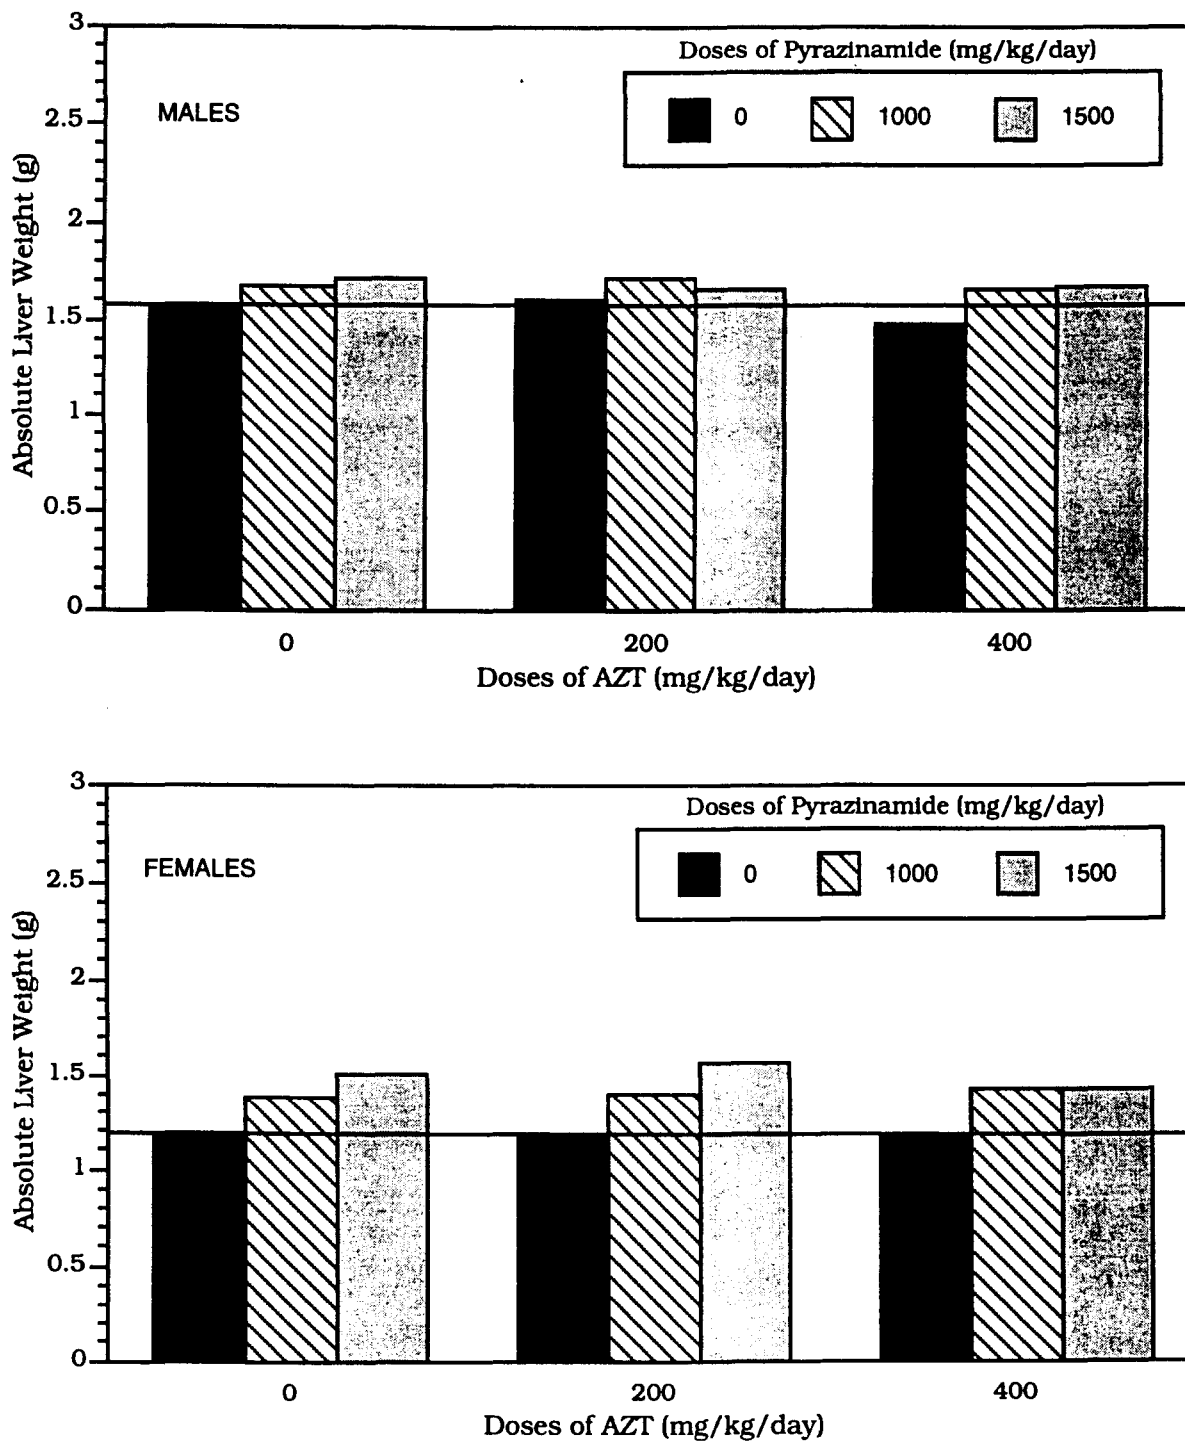 3
Doses of Pyrazinamide (mg/kg/day)
MALES
0 1000 1500
2.5
2
1.5
1
0.5
0
Absolute Liver Weight (g)
0 200 400
Doses of AZT (mg/kg/day)
3
Doses of Pyrazinamide (mg/kg/day)
FEMALES
0 1000 1500
2.5
2
1.5
1
0.5
0
Absolute Liver Weight (g)
0 200 400
Doses of AZT (mg/kg/day)